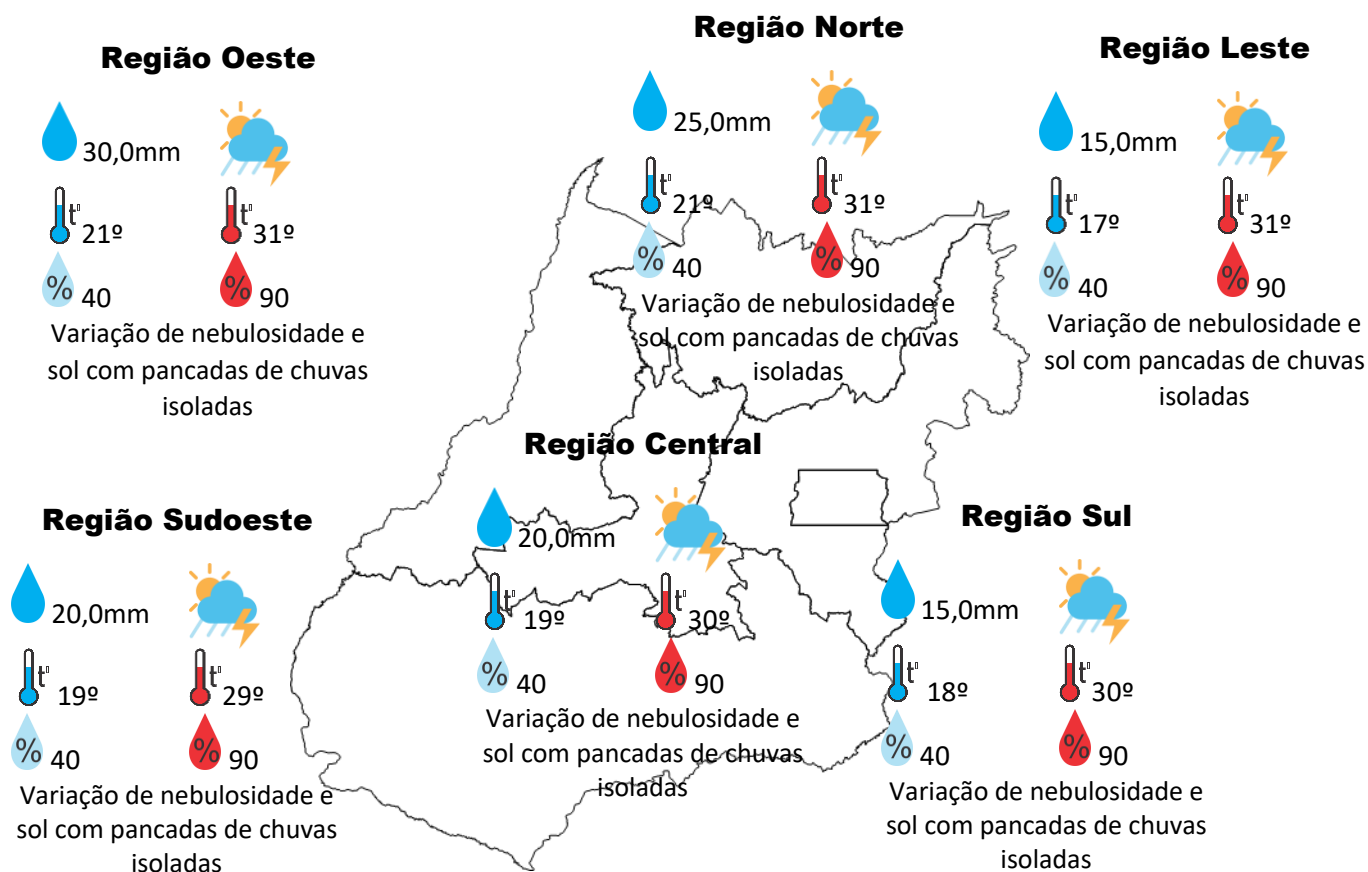 Região Oeste
30,0mm
t°
21º
31º
% 40
% 90
Variação de nebulosidade e
sol com pancadas de chuvas
isoladas
Região Norte
25,0mm
t°
21º
t°
31º
% 40
% 90
Variação de nebulosidade e
sol com pancadas de chuvas
isoladas
Região Leste
15,0mm
t°
17º
t°
31º
% 40
% 90
Variação de nebulosidade e
sol com pancadas de chuvas
isoladas
Região Sudoeste
20,0mm
t°
19º
t°
29º
% 40
% 90
Variação de nebulosidade e
sol com pancadas de chuvas
isoladas
Região Central
20,0mm
t°
19º
t°
30º
% 40
% 90
Variação de nebulosidade e
sol com pancadas de chuvas
isoladas
Região Sul
15,0mm
t°
18º
t°
30º
% 40
% 90
Variação de nebulosidade e
sol com pancadas de chuvas
isoladas